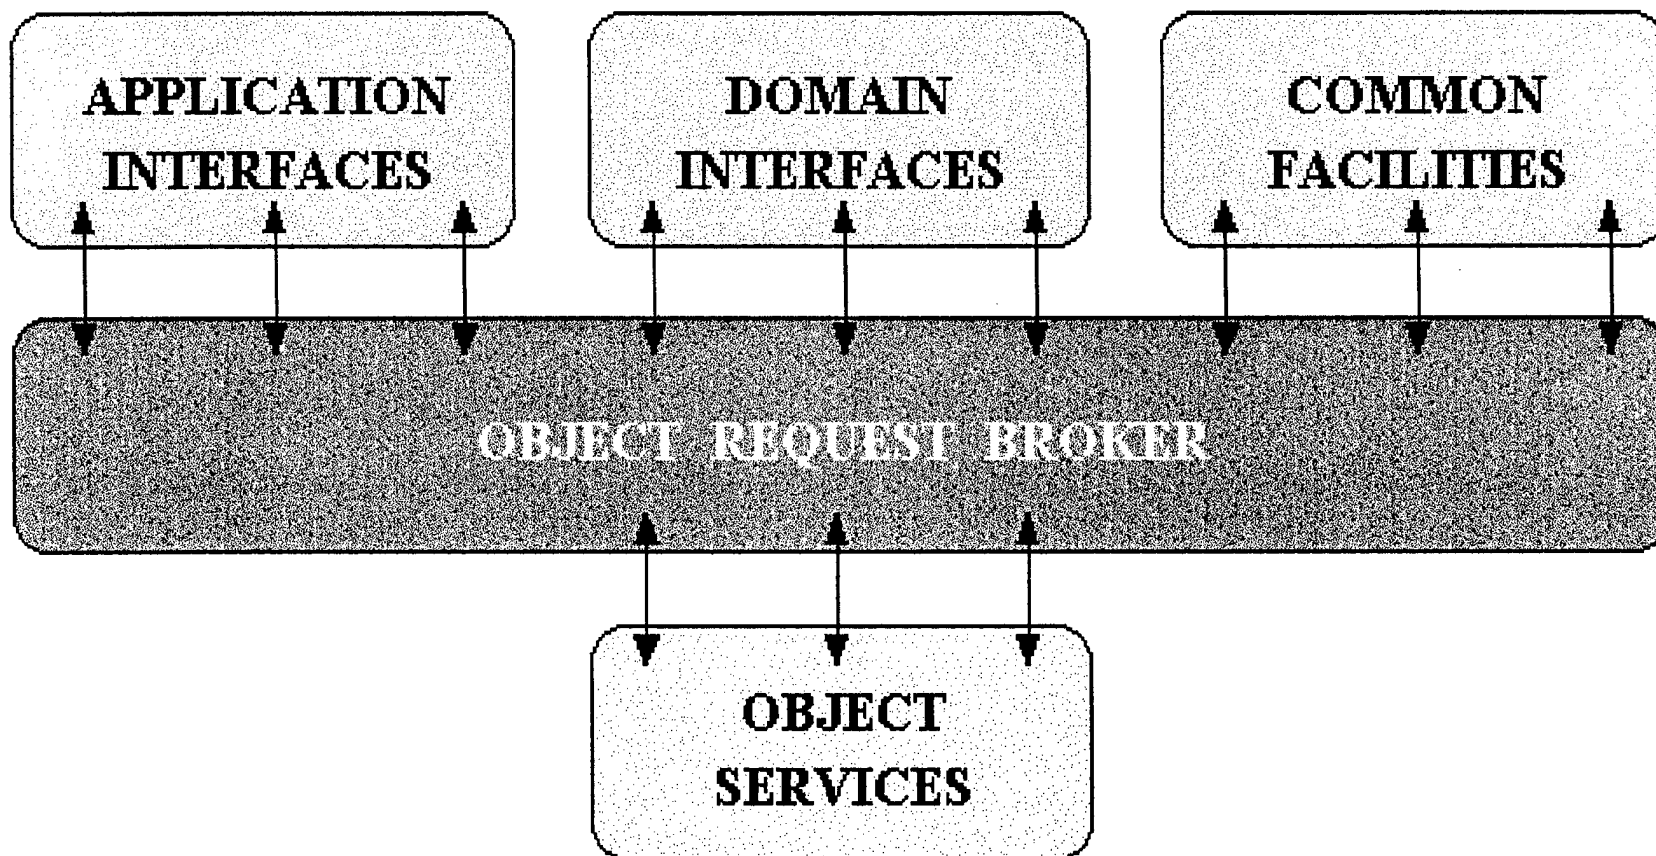 APPLICATION
INTERFACES
DOMAIN
INTERFACES
COMMON
FACILITIES
OBJECT REQUEST BROKER
OBJECT
SERVICES